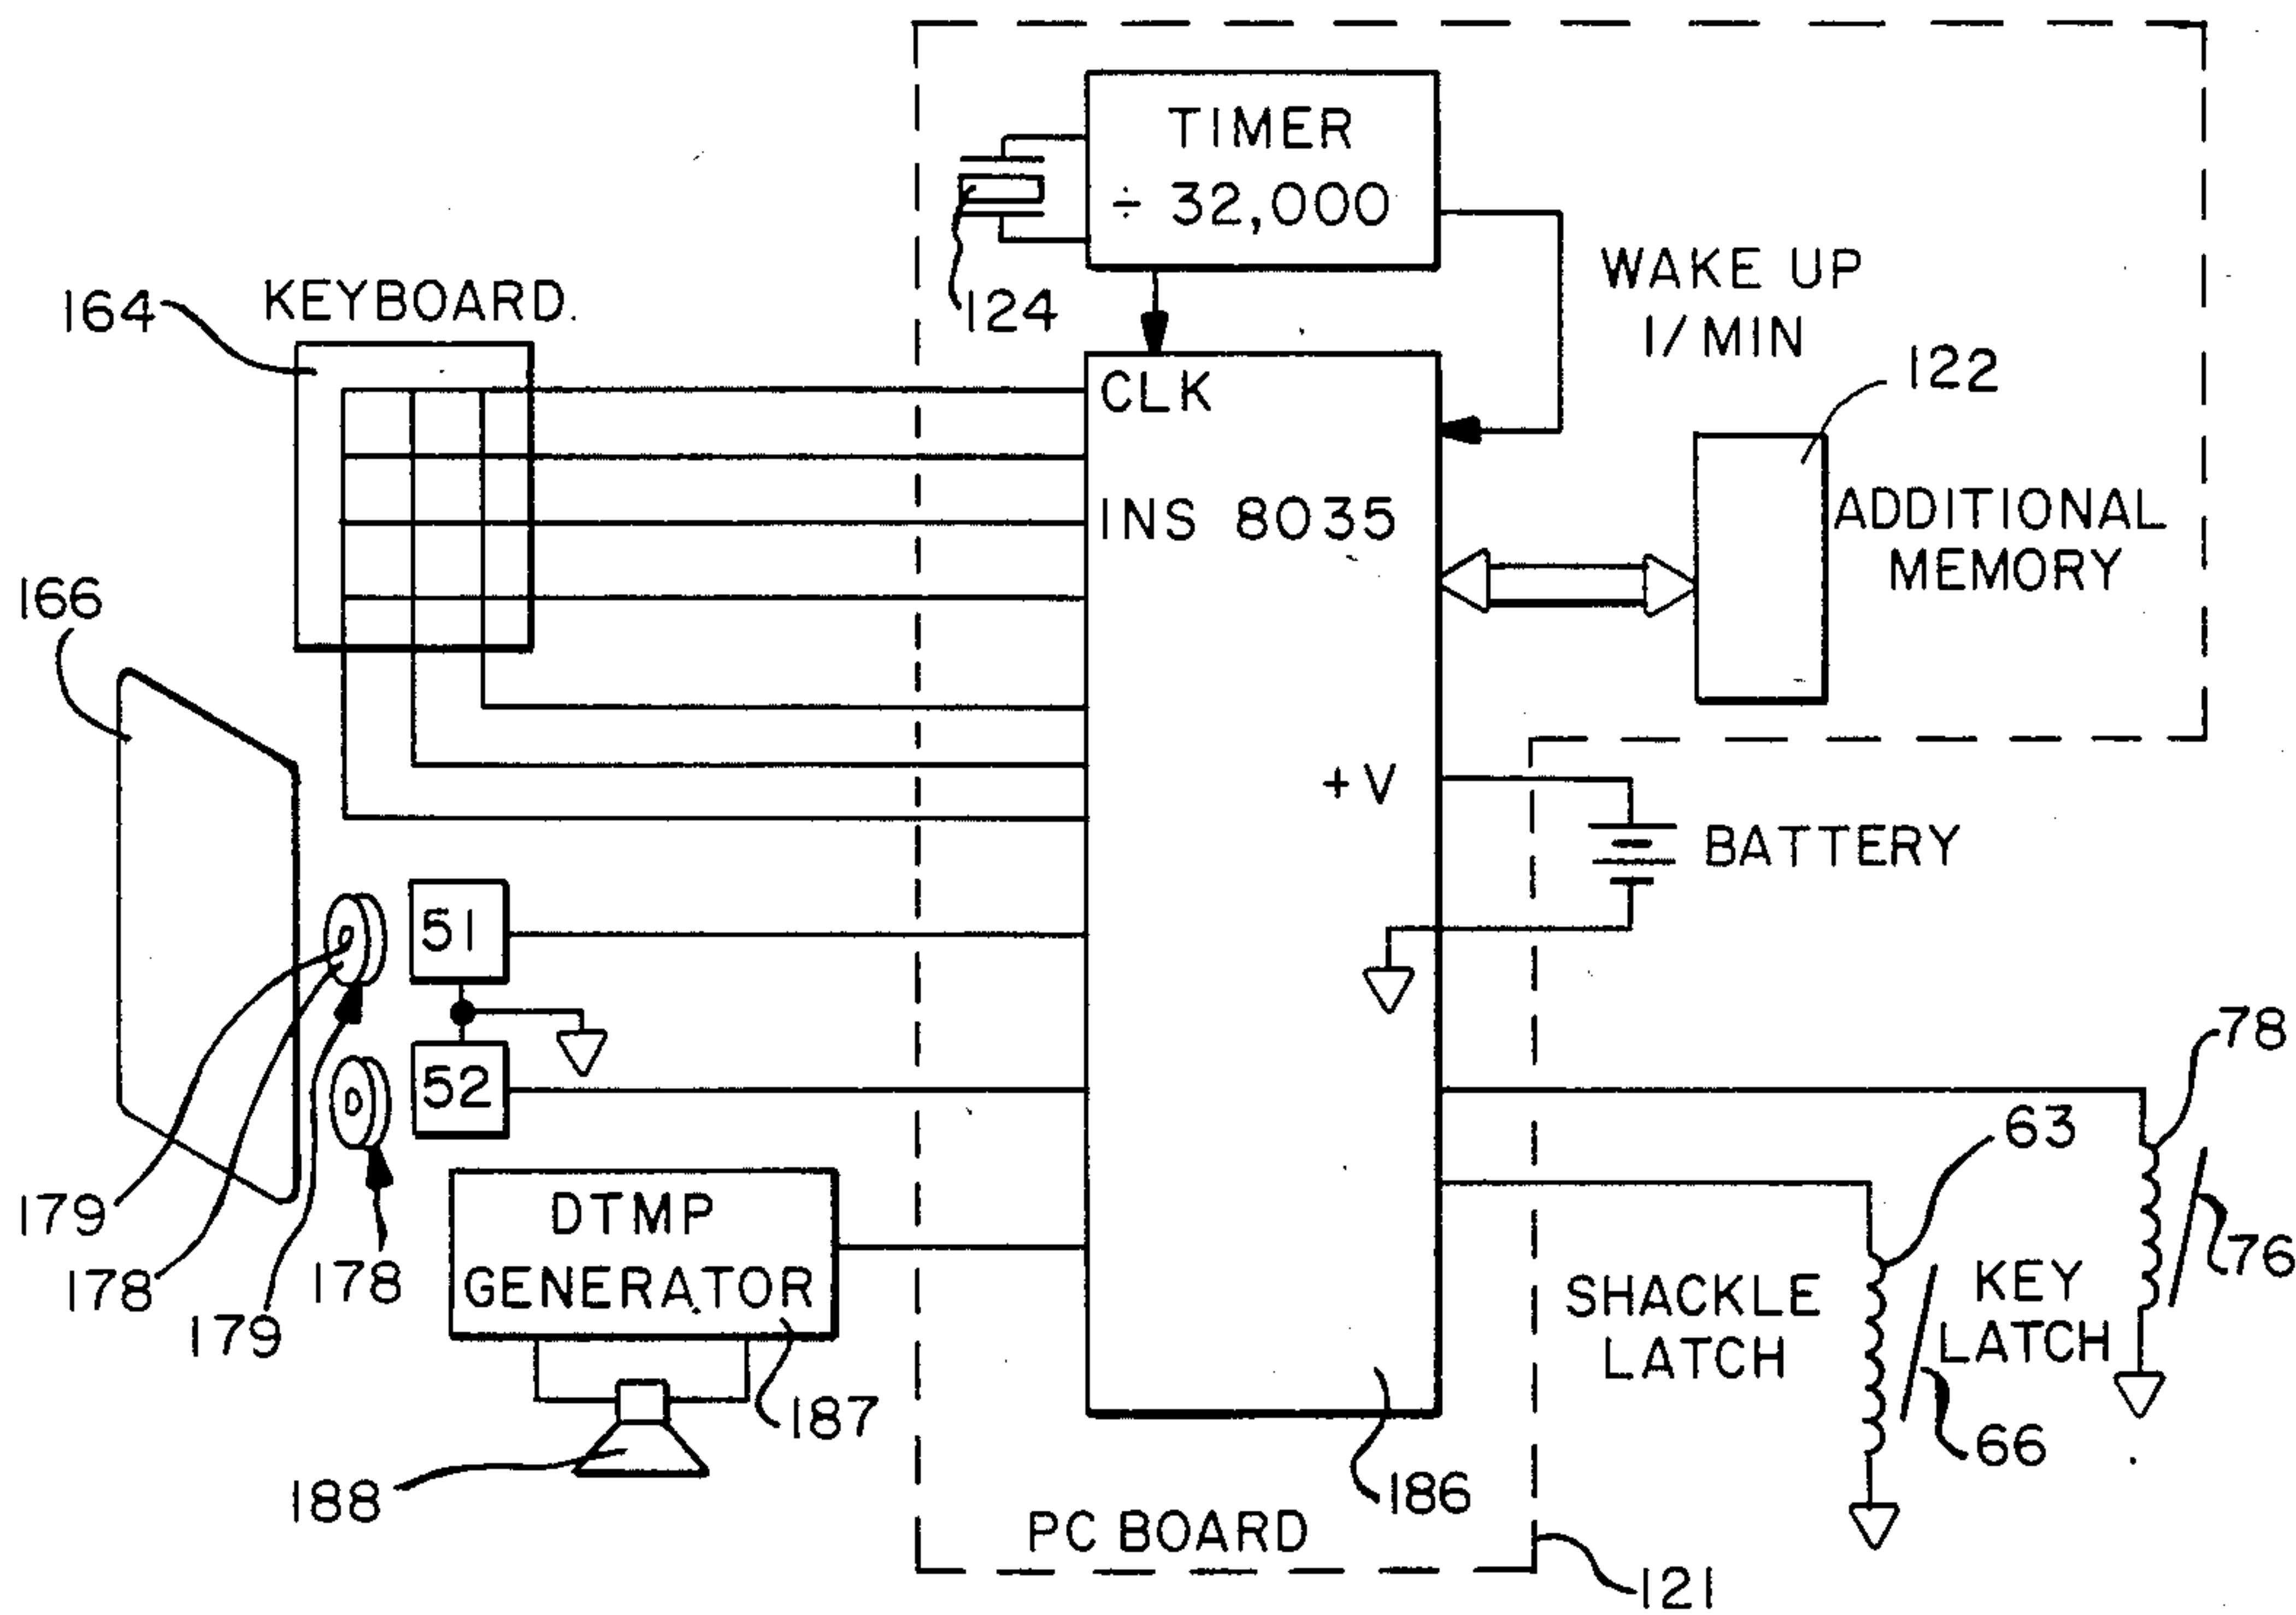 TIMER
÷ 32,000
124
WAKE UP
1/MIN
KEYBOARD
164
CLK
INS 8035
122
ADDITIONAL
MEMORY
166
+V
BATTERY
51
52
78
63
76
66
SHACKLE
LATCH
KEY
LATCH
179
178
179
178
DTMP
GENERATOR
187
188
186
PC BOARD
121